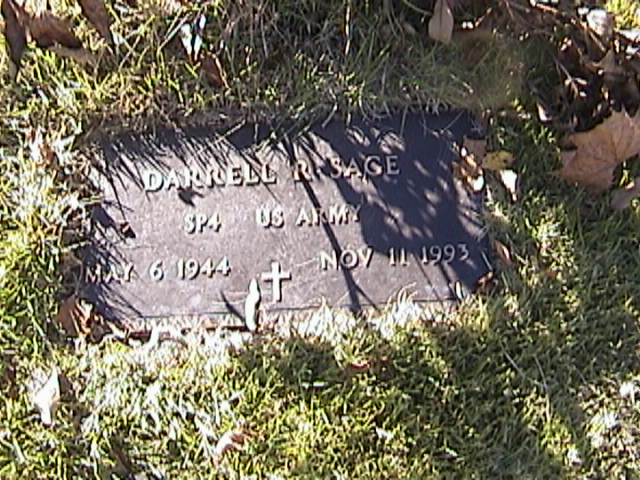 DARRELL R SAGE
SP4 US ARMY
MAY 6 1944 NOV 11 1993